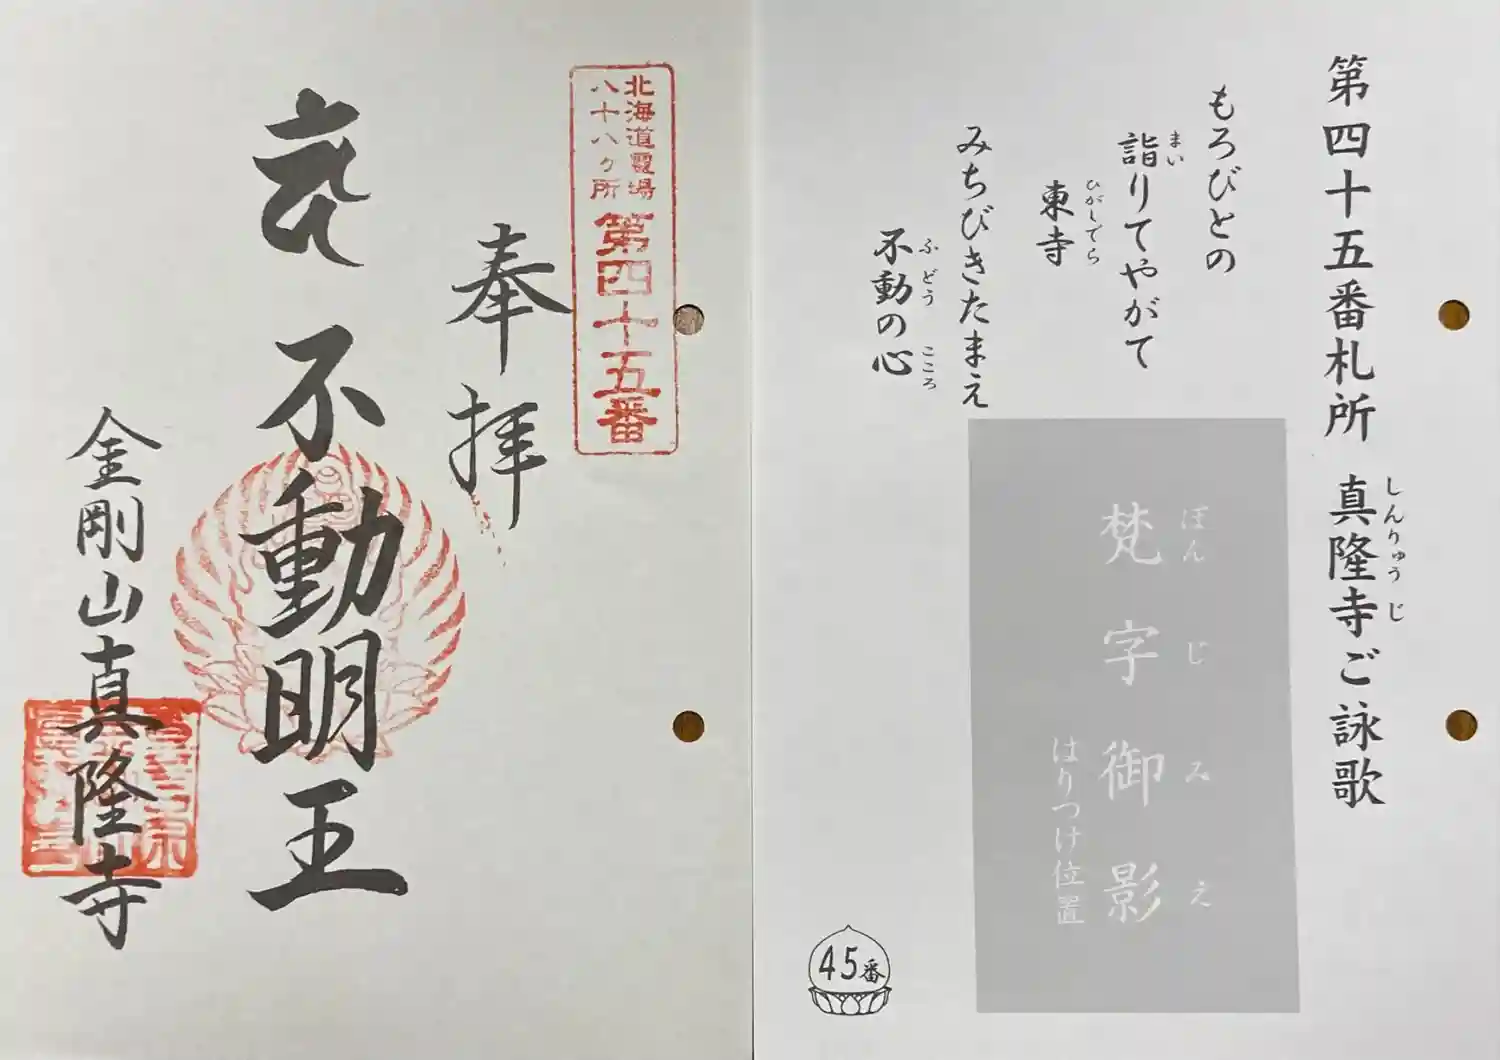 第四十五番札所 真隆寺ご詠歌
しんりゅうじ
もろびとの
詣りてやがて
まい
東寺
ひがしでら
みちびきたまえ
不動の心
ふどう こころ
梵字御影
ぼんじみえ
はりつけ位置
45番
北海道霊場
八十八ヶ所
第四十五番
奉拝
不動明王
金剛山真隆寺